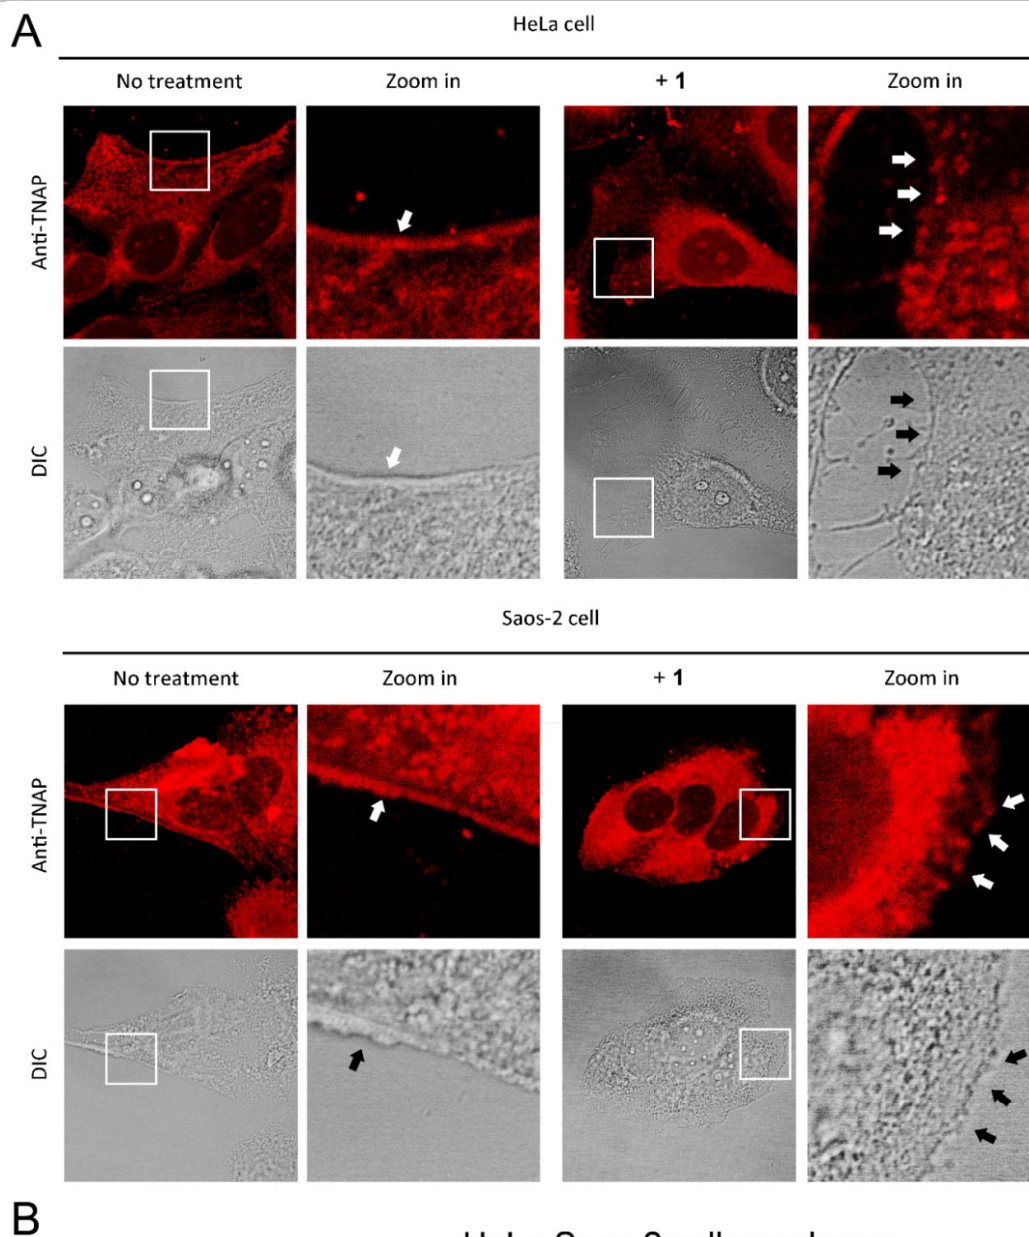 A
HeLa cell
No treatment
Zoom in
+ 1
Zoom in
Anti-TNAP
DIC
Saos-2 cell
No treatment
Zoom in
+ 1
Zoom in
Anti-TNAP
DIC
B